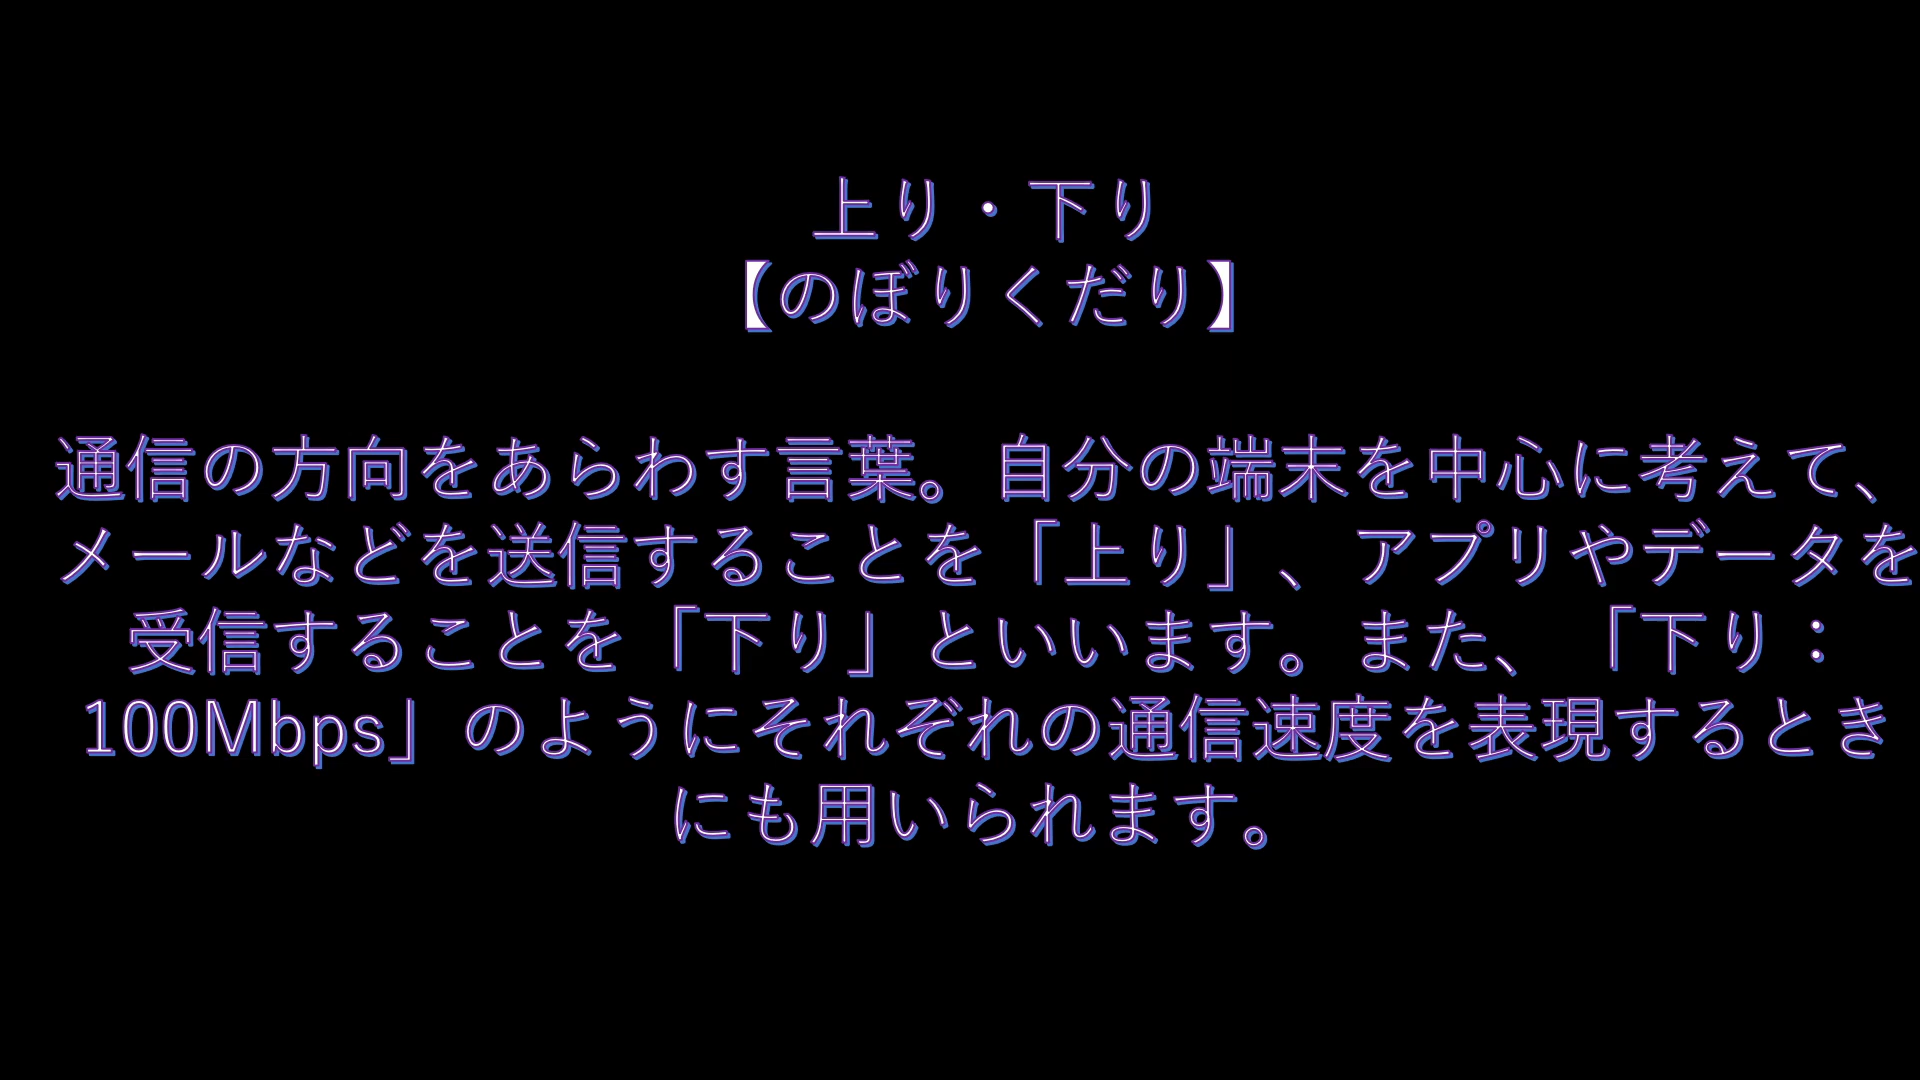 上り・下り
【のぼりくだり】
通信の方向をあらわす言葉。自分の端末を中心に考えて、
メールなどを送信することを「上り」、アプリやデータを
受信することを「下り」といいます。また、「下り：
100Mbps」のようにそれぞれの通信速度を表現するとき
にも用いられます。